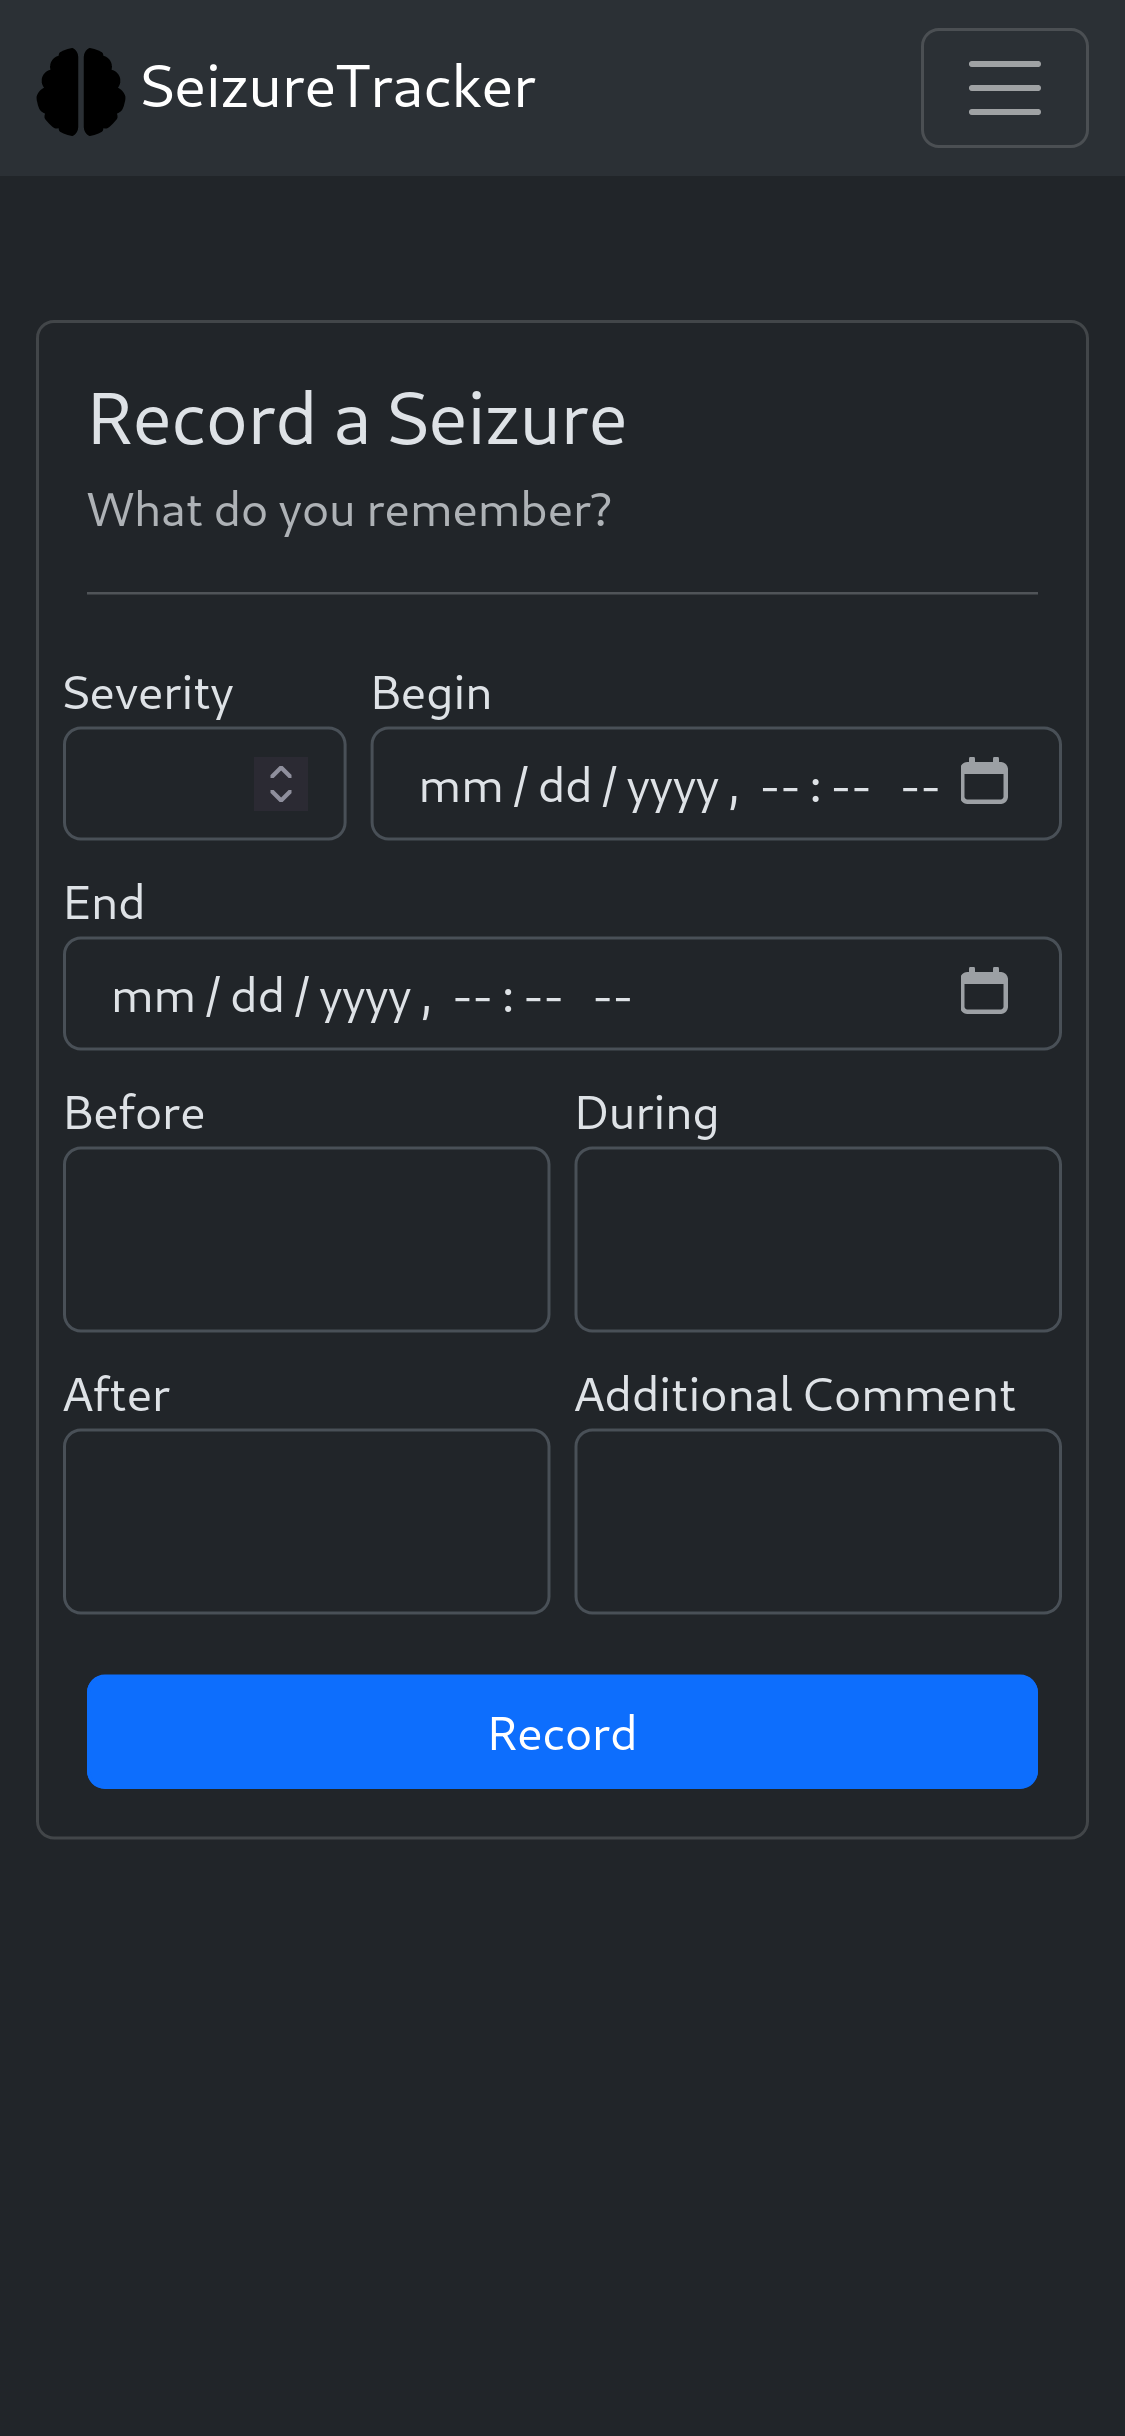 SeizureTracker
Record a Seizure
What do you remember?
Severity Begin
mm/dd/yyyy, --:-- --
End
mm/dd/yyyy, --:-- --
Before During
After Additional Comment
Record